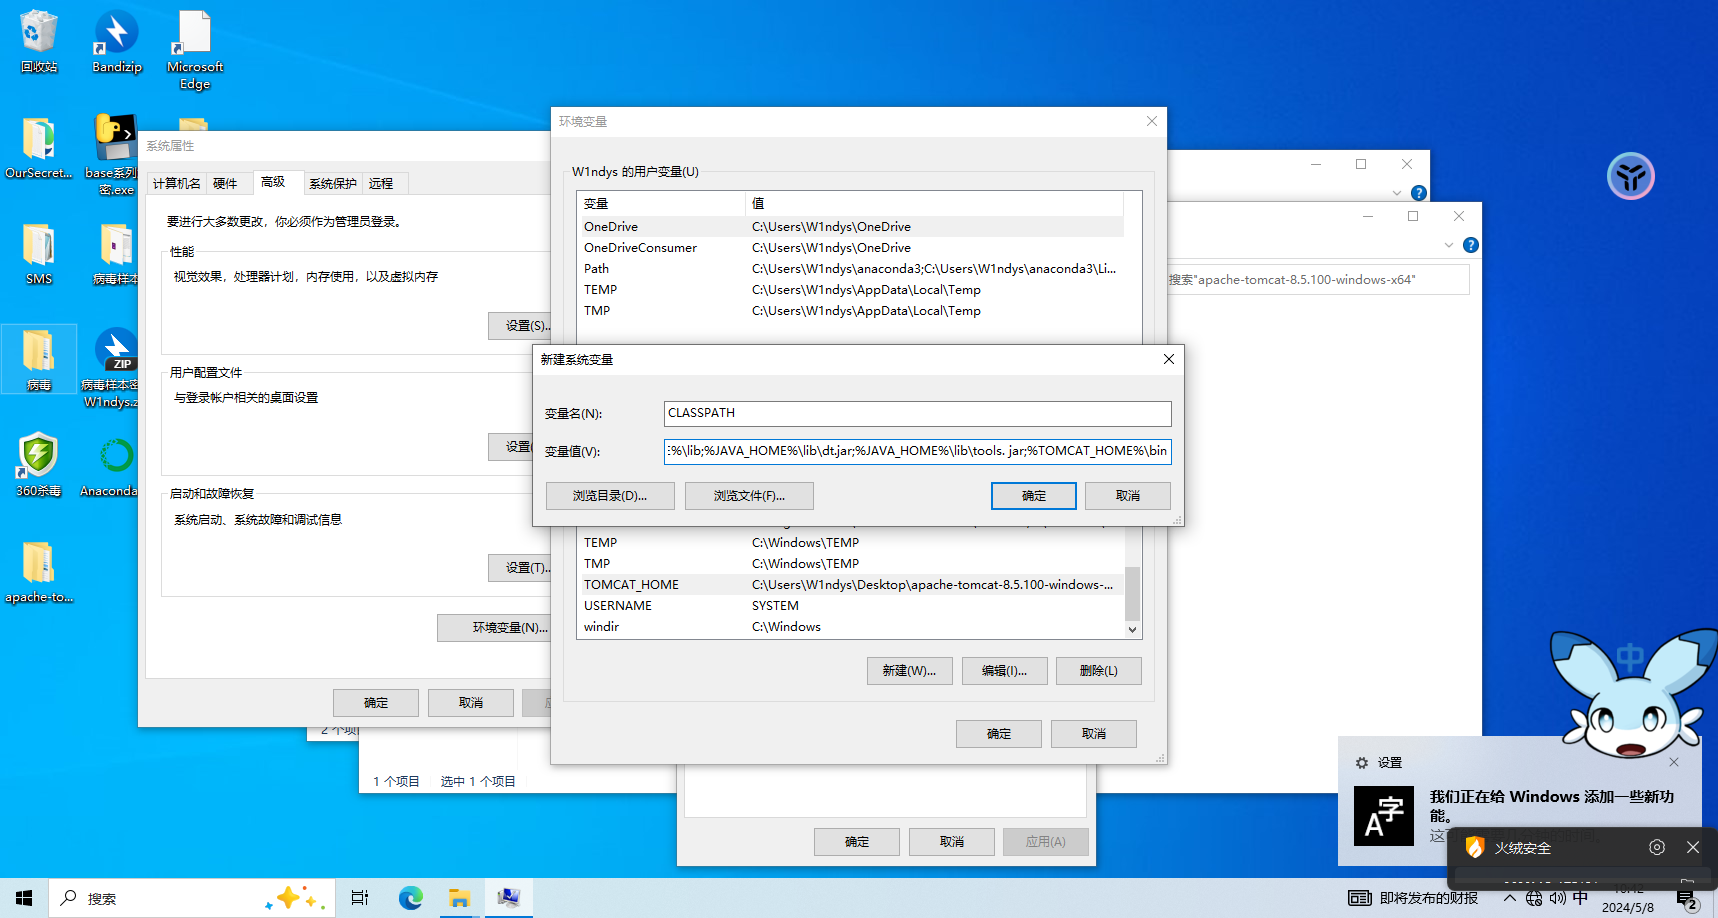 回收站
Bandizip
Microsoft
Edge
OurSecret...
base系列
密.exe
SMS
病毒样本
病毒
ZIP
病毒样本密
W1ndys.z
360杀毒
Anaconda
apache-to...
系统属性
计算机名
硬件
高级
系统保护
远程
要进行大多数更改，你必须作为管理员登录。
性能
视觉效果，处理器计划，内存使用，以及虚拟内存
设置(S)..
用户配置文件
与登录帐户相关的桌面设置
设置(
启动和故障恢复
系统启动、系统故障和调试信息
设置(T)..
环境变量(N)...
确定
取消
环境变量
W1ndys 的用户变量(U)
变量
值
OneDrive
C:\Users\W1ndys\OneDrive
OneDriveConsumer
C:\Users\W1ndys\OneDrive
Path
C:\Users\W1ndys\anaconda3;C:\Users\W1ndys\anaconda3\Li...
TEMP
C:\Users\W1ndys\AppData\Local\Temp
TMP
C:\Users\W1ndys\AppData\Local\Temp
新建系统变量
变量名(N):
CLASSPATH
变量值(V):
%\lib;%JAVA_HOME%\lib\dt.jar;%JAVA_HOME%\lib\tools. jar;%TOMCAT_HOME%\bin
浏览目录(D)...
浏览文件(F)...
确定
取消
TEMP
C:\Windows\TEMP
TMP
C:\Windows\TEMP
TOMCAT_HOME
C:\Users\W1ndys\Desktop\apache-tomcat-8.5.100-windows-...
USERNAME
SYSTEM
windir
C:\Windows
新建(W)...
编辑(I)...
删除(L)
确定
取消
搜索"apache-tomcat-8.5.100-windows-x64"
2 个项
1 个项目
选中 1 个项目
确定
取消
应用(A)
中
设置
A字
我们正在给 Windows 添加一些新功
能。
火绒安全
搜索
即将发布的财报
中
2024/5/8
2